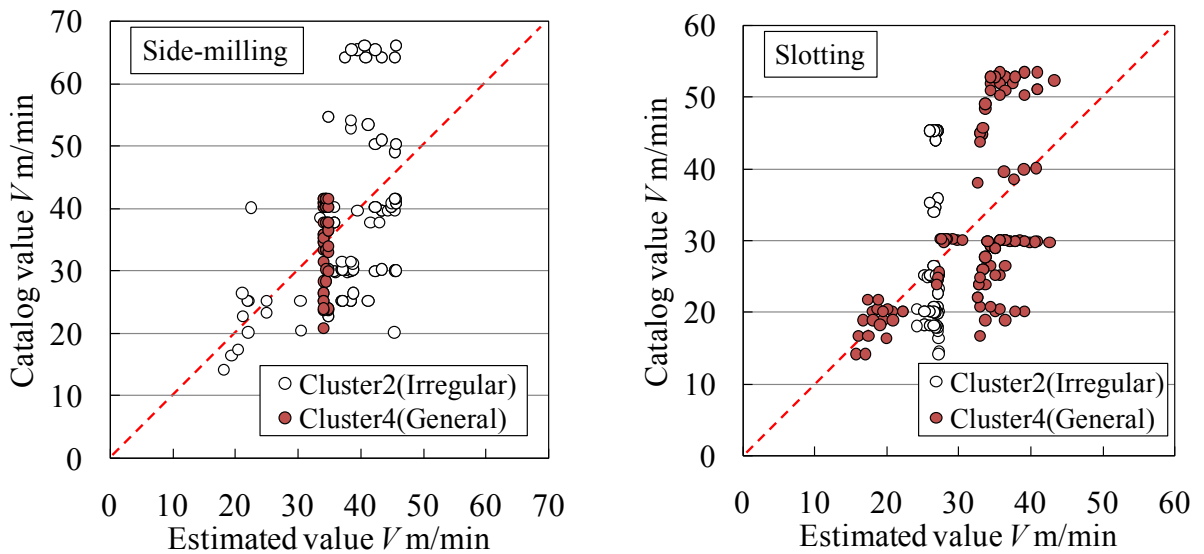 Side-milling
Catalog value V m/min
70
60
50
40
30
20
10
0
Cluster2(Irregular)
Cluster4(General)
0 10 20 30 40 50 60 70
Estimated value V m/min
Slotting
Catalog value V m/min
60
50
40
30
20
10
0
Cluster2(Irregular)
Cluster4(General)
0 10 20 30 40 50 60
Estimated value V m/min